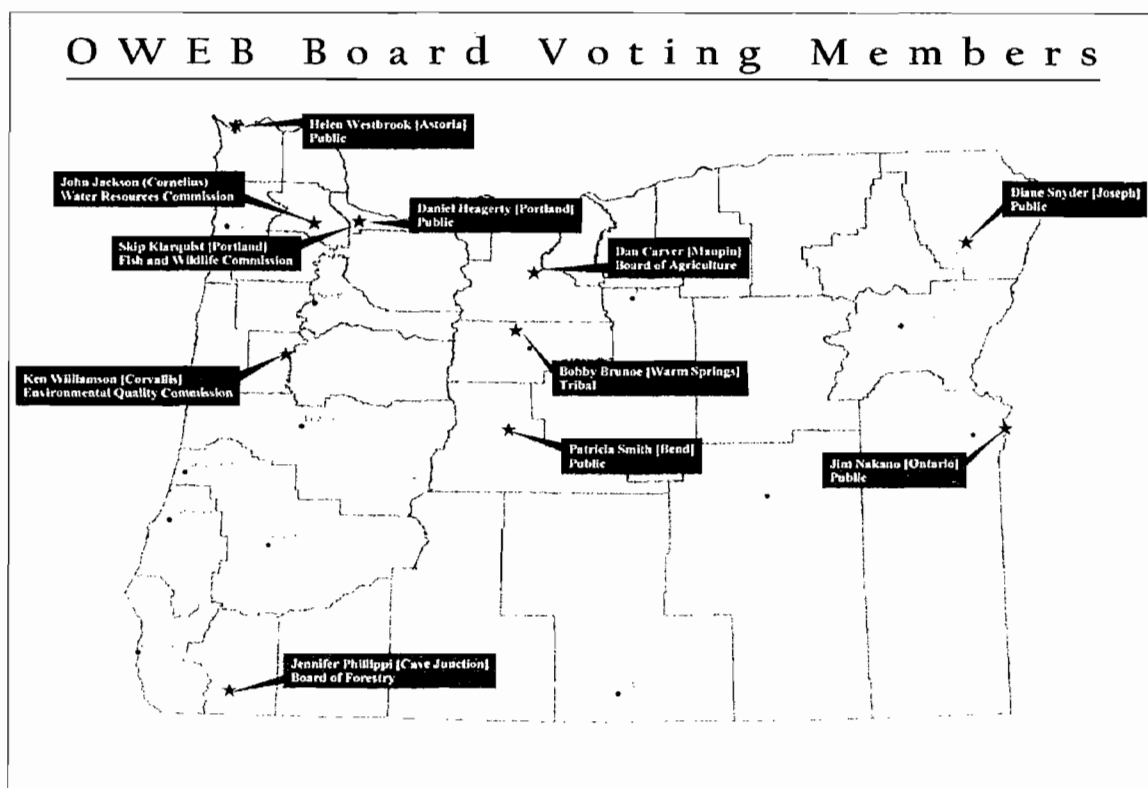 OWEB Board Voting Members
Helen Westbrook [Astoria]
Public
John Jackson (Cornelius)
Water Resources Commission
Daniel Heagerty [Portland]
Public
Diane Snyder [Joseph]
Public
Skip Klarquist [Portland]
Fish and Wildlife Commission
Dan Carver [Maupin]
Board of Agriculture
Ken Williamson [Corvallis]
Environmental Quality Commission
Bobby Brunoe [Warm Springs]
Tribal
Patricia Smith [Bend]
Public
Jim Nakano [Ontario]
Public
Jennifer Phillippi [Cave Junction]
Board of Forestry